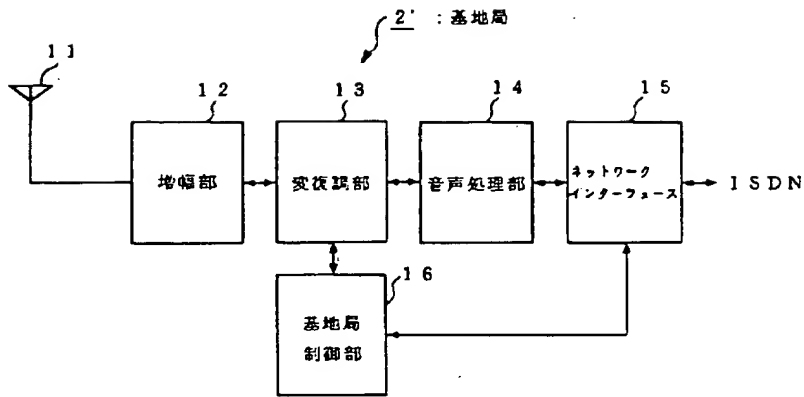 2' : 基地局
11
12
13
14
15
増幅部
変復調部
音声処理部
ネットワーク
インターフェース
ISDN
16
基地局
制御部